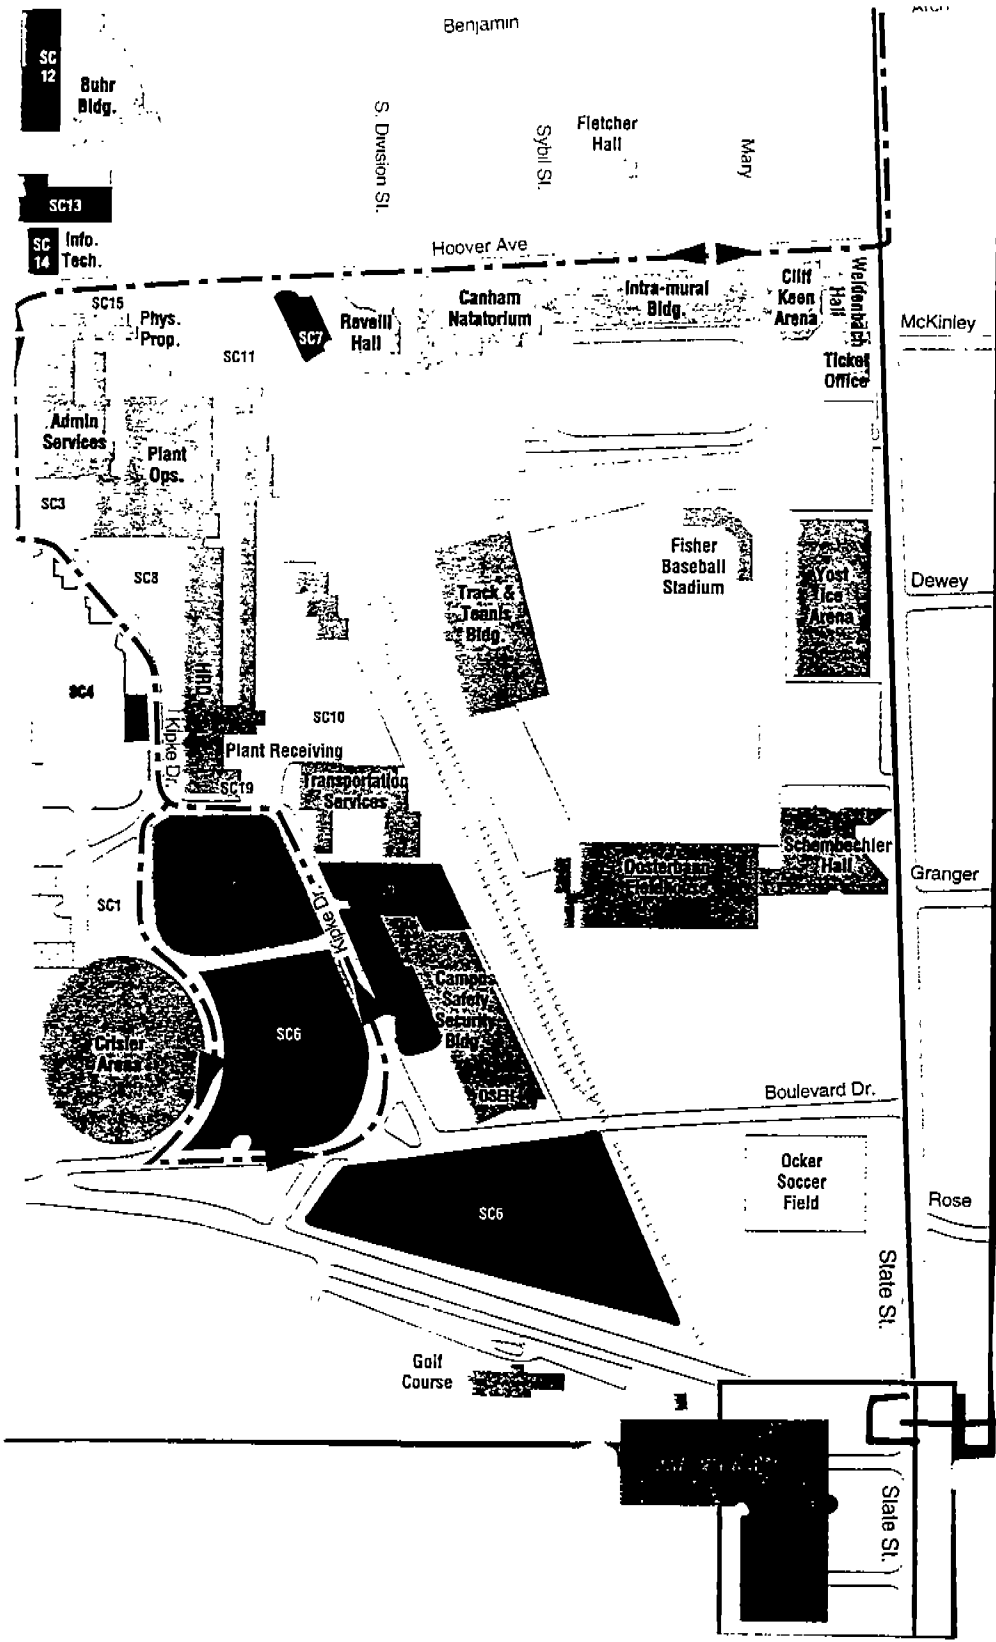 Benjamin
SC
12
Buhr
Bldg.
S. Division St.
Sybil St.
Fletcher
Hall
Mary
SC13
SC
14
Info.
Tech.
Hoover Ave
SC15
Phys.
Prop.
SC11
SC7
Revelli
Hall
Canham
Natatorium
Intra-mural
Bldg.
Cliff
Keen
Arena
Weidenbach
Hall
McKinley
Ticket
Office
Admin
Services
Plant
Ops.
SC3
SC8
Track &
Tennis
Bldg.
Fisher
Baseball
Stadium
Yost
Ice
Arena
Dewey
SC4
SC10
Kipke Dr.
Plant Receiving
SC19
Transportation
Services
Schembechler
Hall
Oosterbaan
Fieldhouse
Granger
SC1
Kipke Dr.
Campus
Safety
Security
Bldg.
SC6
Crisler
Arena
OSEH
Boulevard Dr.
Ocker
Soccer
Field
Rose
SC6
State St.
Golf
Course
State St.